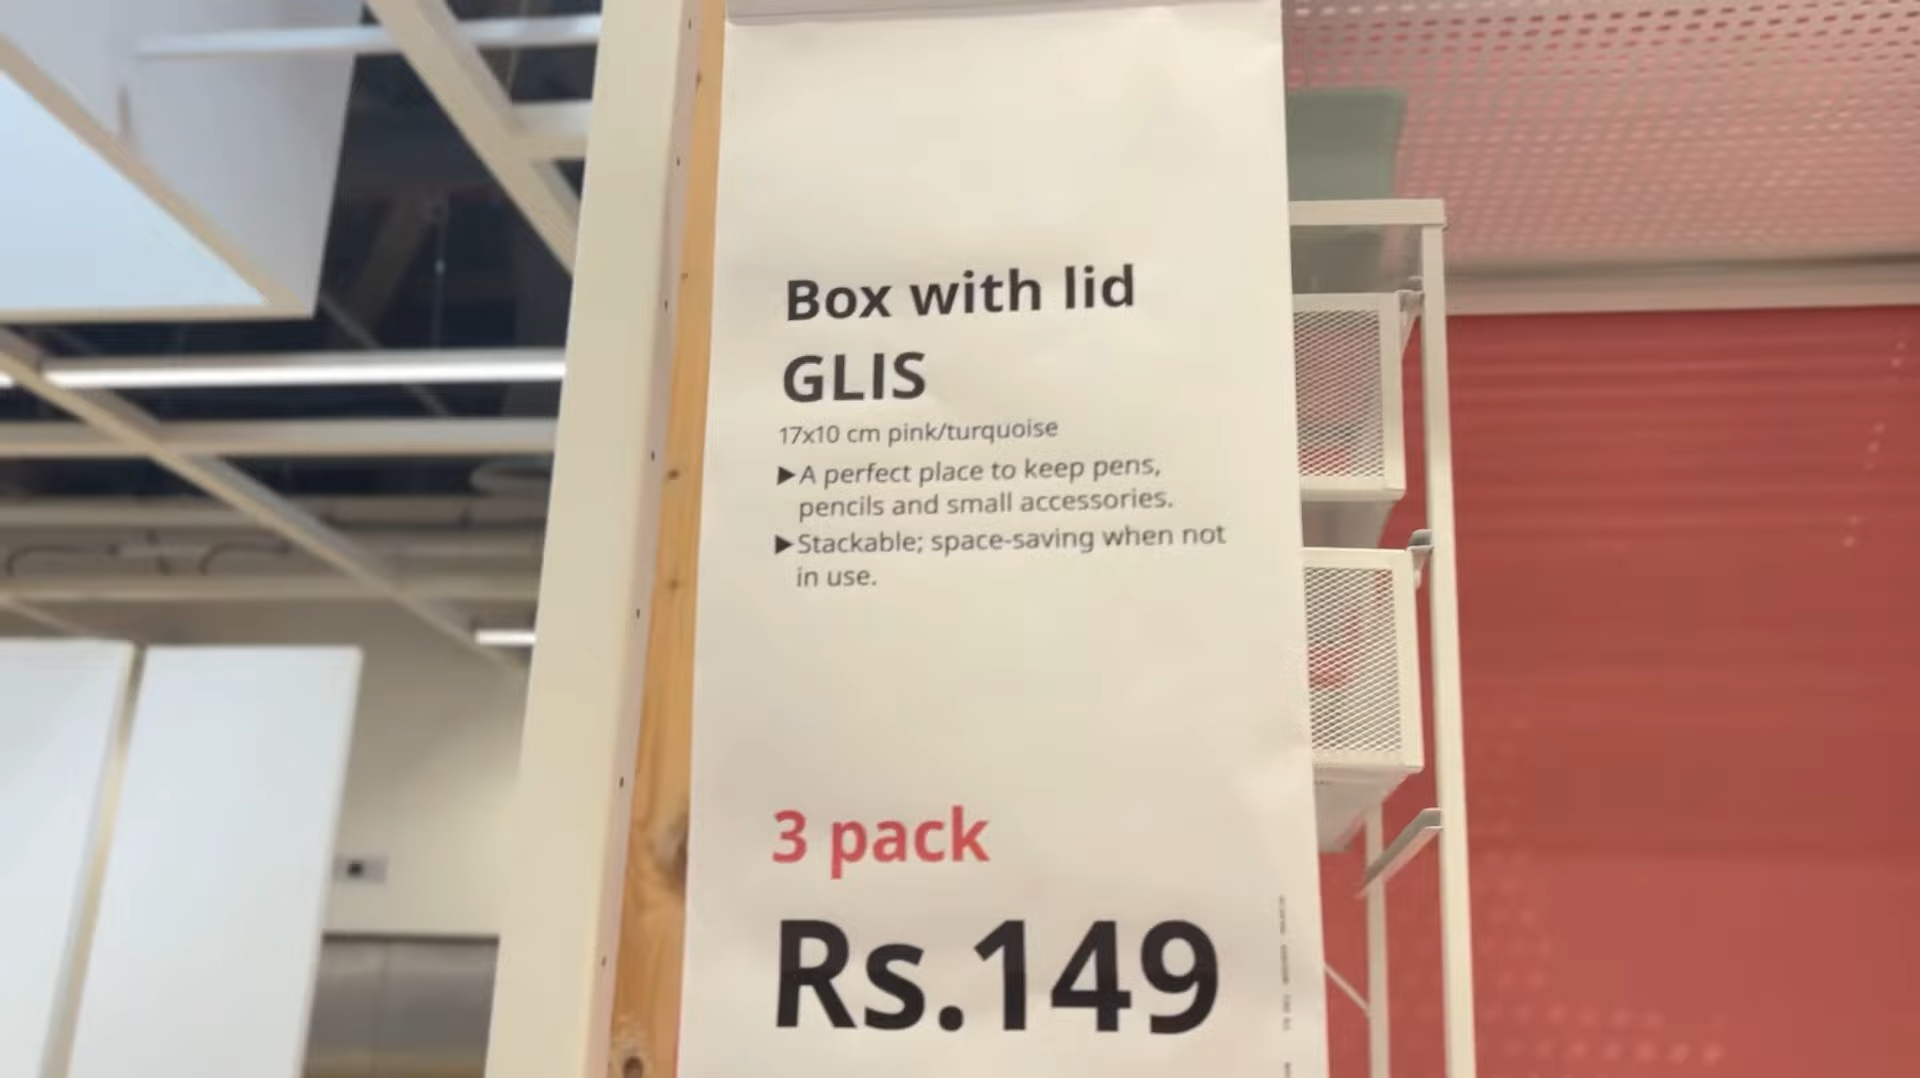 Box with lid
GLIS
17x10 cm pink/turquoise
▶A perfect place to keep pens,
pencils and small accessories.
▶Stackable; space-saving when not
in use.
3 pack
Rs.149